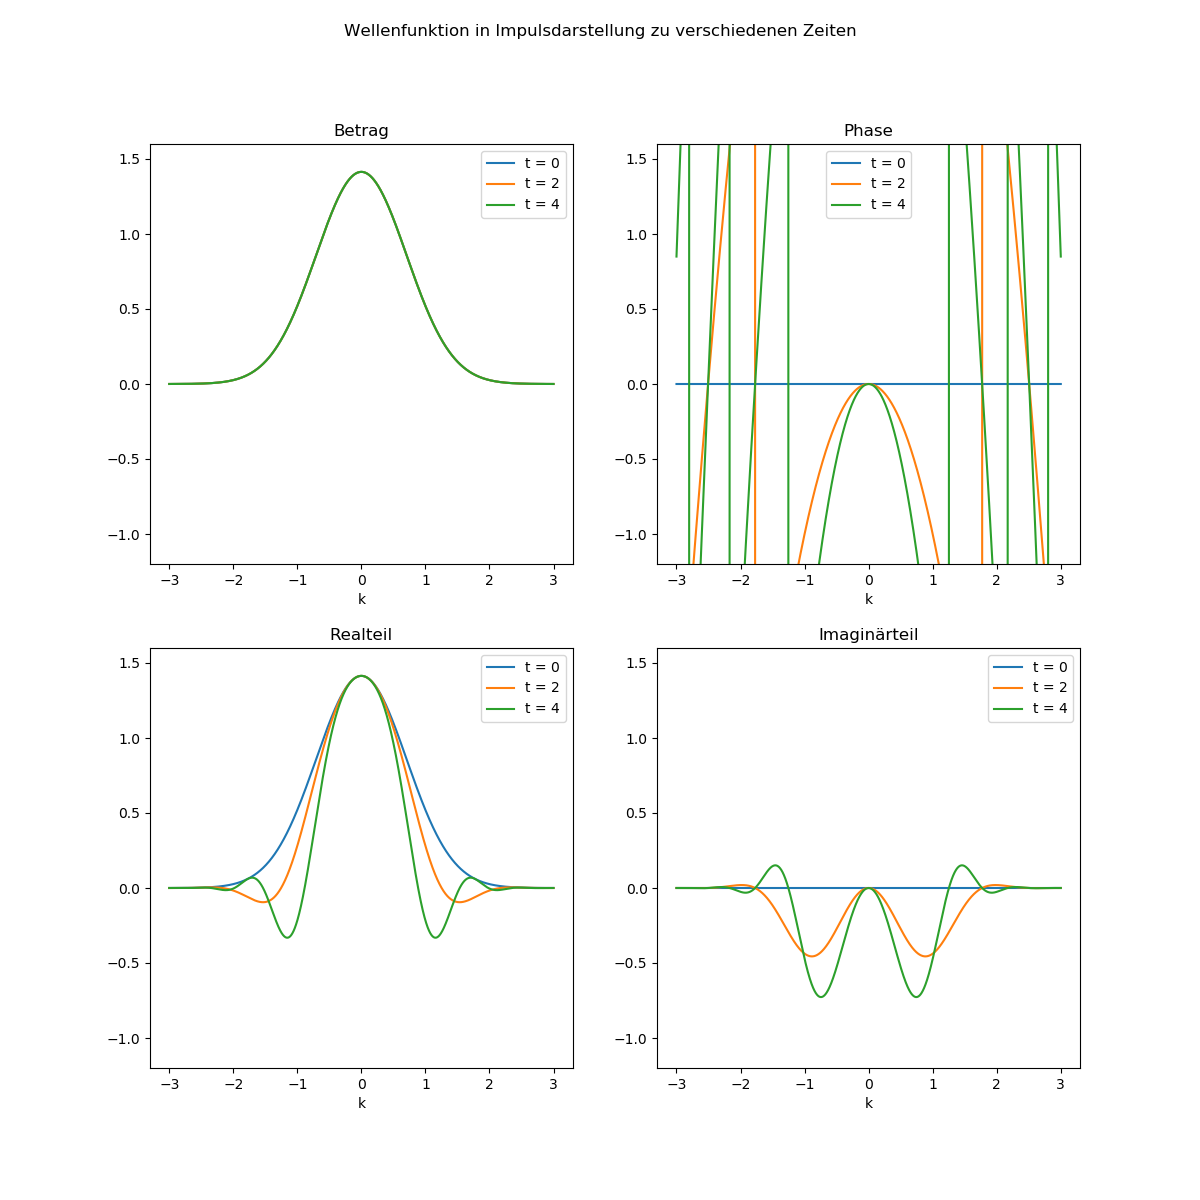 Wellenfunktion in Impulsdarstellung zu verschiedenen Zeiten
Betrag
1.5
1.0
0.5
0.0
−0.5
−1.0
t = 0
t = 2
t = 4
−3 −2 −1 0 1 2 3
k
Phase
1.5
1.0
0.5
0.0
−0.5
−1.0
t = 0
t = 2
t = 4
−3 −2 −1 0 1 2 3
k
Realteil
1.5
1.0
0.5
0.0
−0.5
−1.0
t = 0
t = 2
t = 4
−3 −2 −1 0 1 2 3
k
Imaginärteil
1.5
1.0
0.5
0.0
−0.5
−1.0
t = 0
t = 2
t = 4
−3 −2 −1 0 1 2 3
k